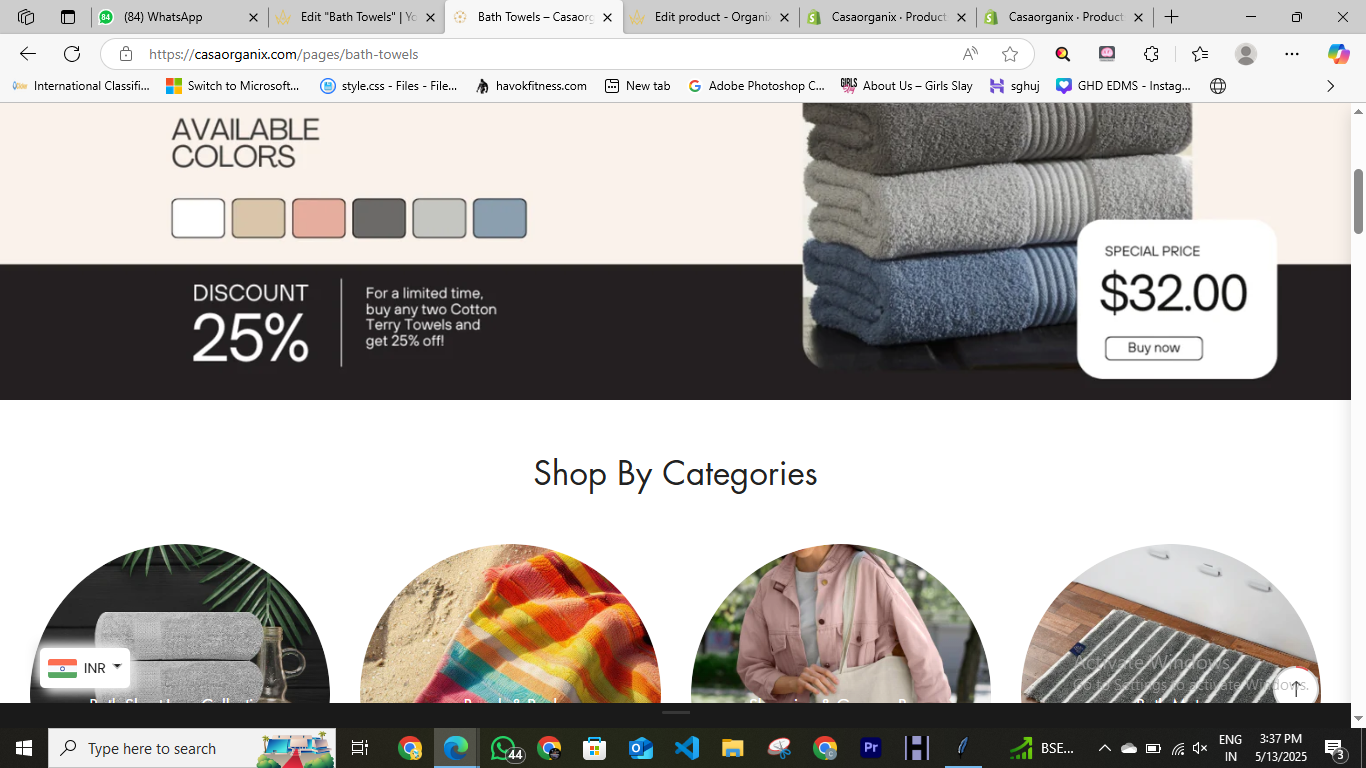 (84) WhatsApp
Edit "Bath Towels" | Yo
Bath Towels – Casaorg
Edit product - Organix
Casaorganix · Product
Casaorganix · Product
https://casaorganix.com/pages/bath-towels
International Classifi...
Switch to Microsoft...
style.css - Files - File...
havokfitness.com
New tab
Adobe Photoshop C...
GIRLS SLAY
About Us – Girls Slay
sghuj
GHD EDMS - Instag...
AVAILABLE
COLORS
DISCOUNT
25%
For a limited time,
buy any two Cotton
Terry Towels and
get 25% off!
SPECIAL PRICE
$32.00
Buy now
Shop By Categories
INR
Activate Windows
Go to Settings to activate Windows.
Type here to search
44
Pr
BSE...
ENG
IN
3:37 PM
5/13/2025
3